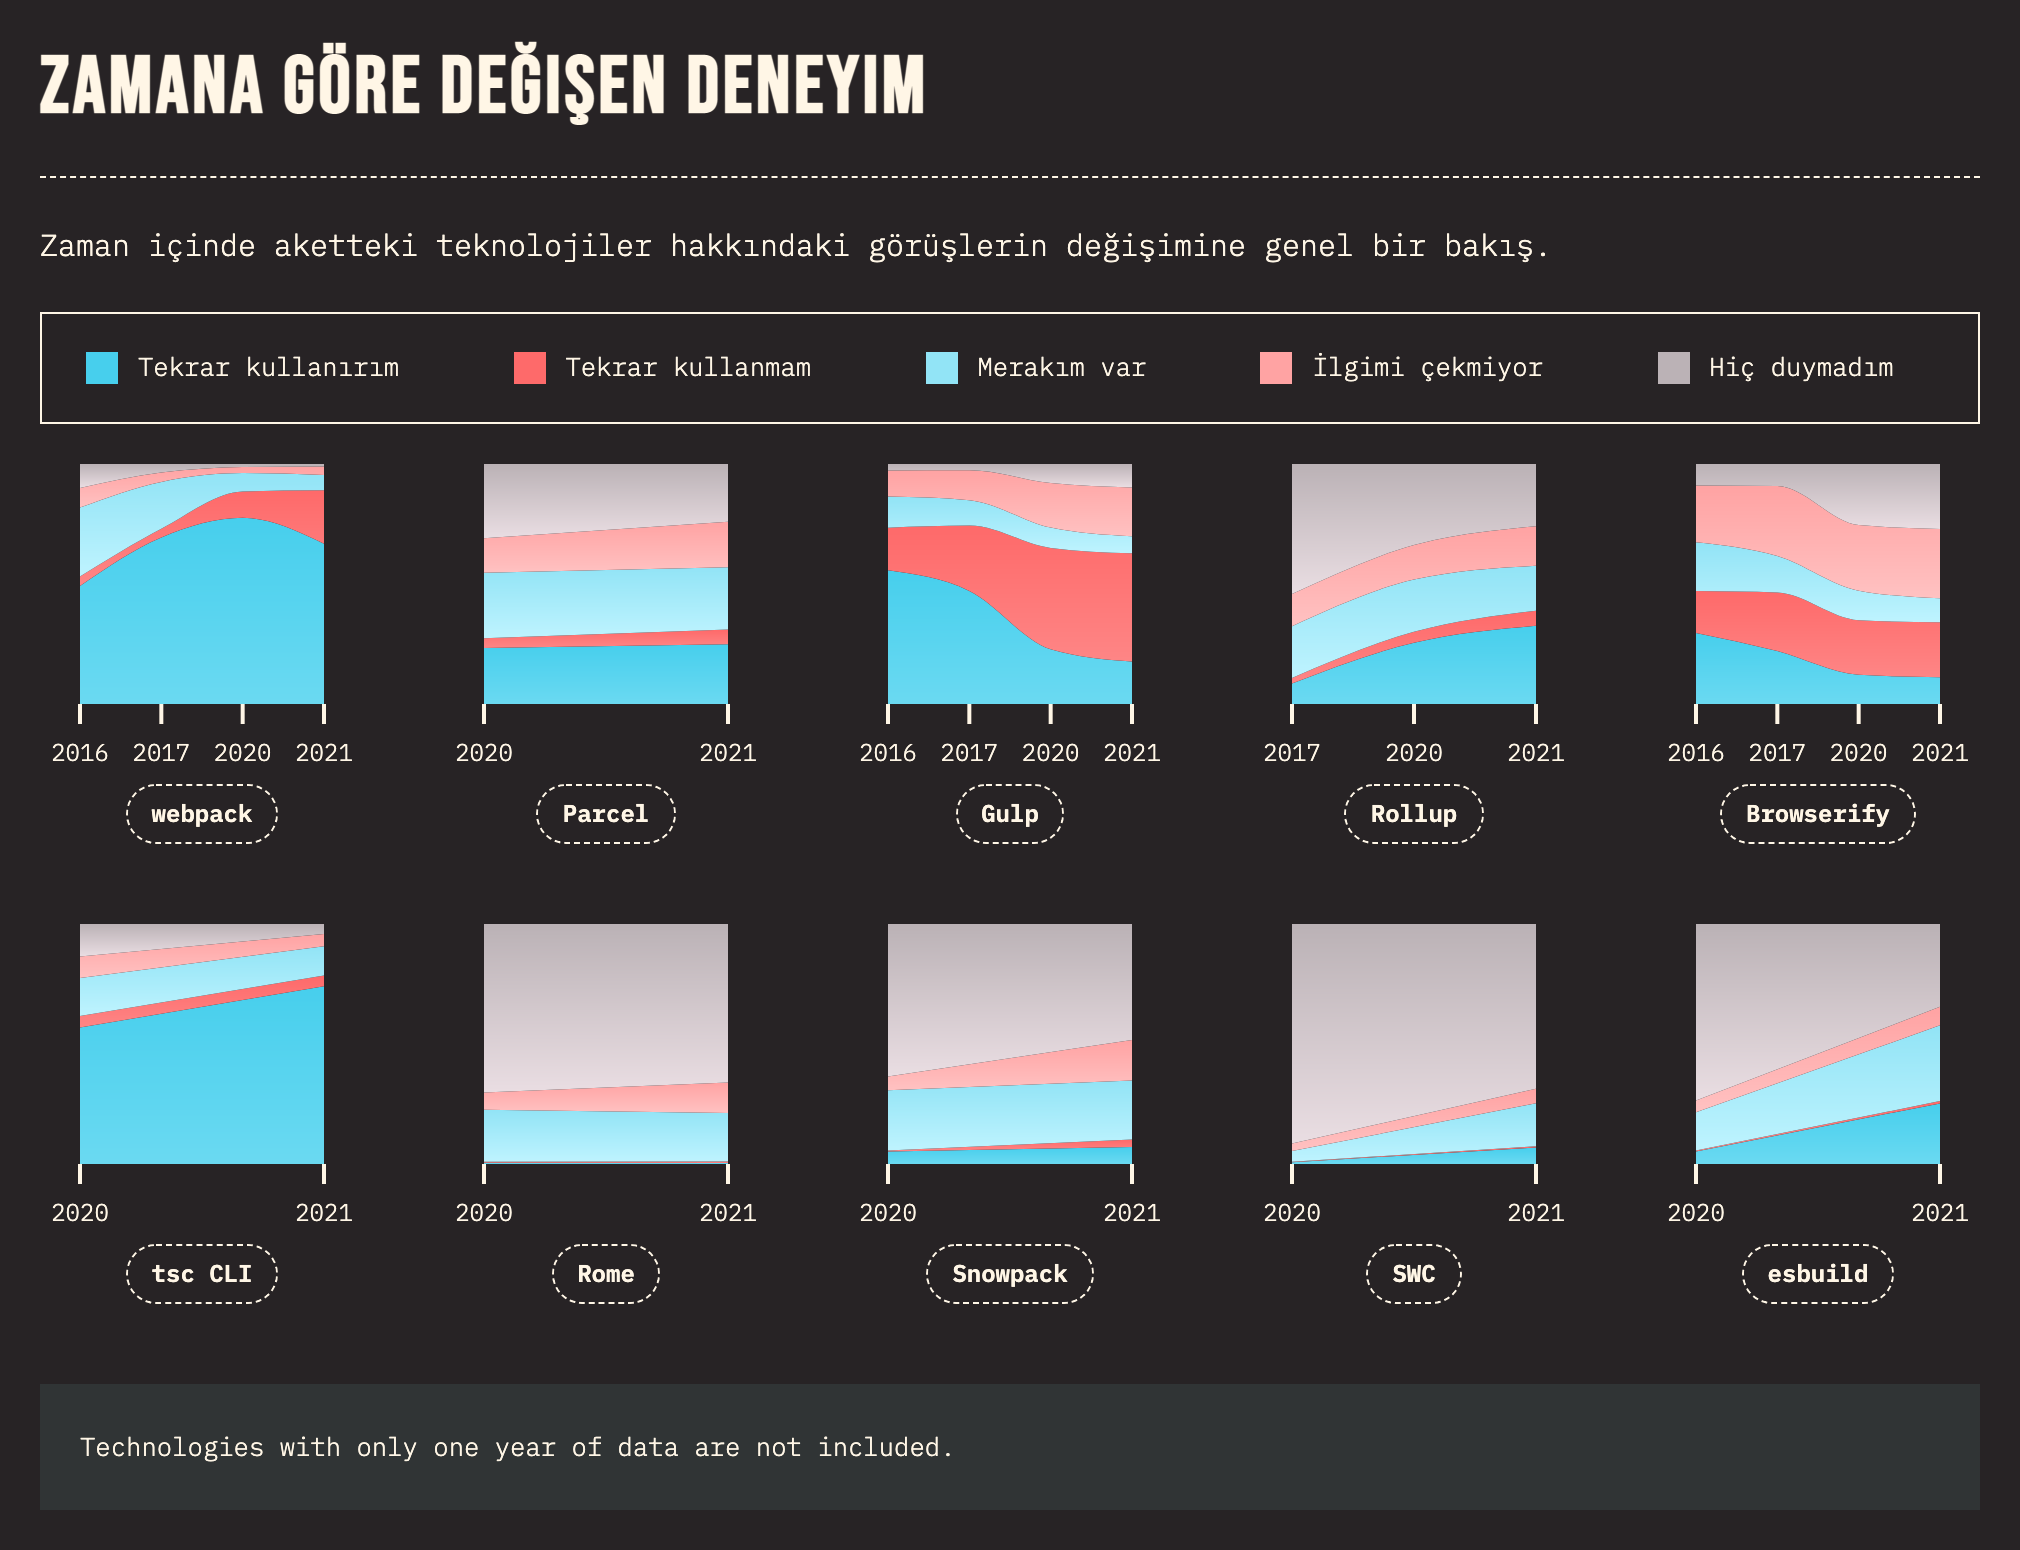 ZAMANA GÖRE DEĞIŞEN DENEYIM
Zaman içinde aketteki teknolojiler hakkındaki görüşlerin değişimine genel bir bakış.
Tekrar kullanırım Tekrar kullanmam Merakım var İlgimi çekmiyor Hiç duymadım
2016 2017 2020 2021 2020 2021 2016 2017 2020 2021 2017 2020 2021 2016 2017 2020 2021
webpack Parcel Gulp Rollup Browserify
2020 2021 2020 2021 2020 2021 2020 2021 2020 2021
tsc CLI Rome Snowpack SWC esbuild
Technologies with only one year of data are not included.